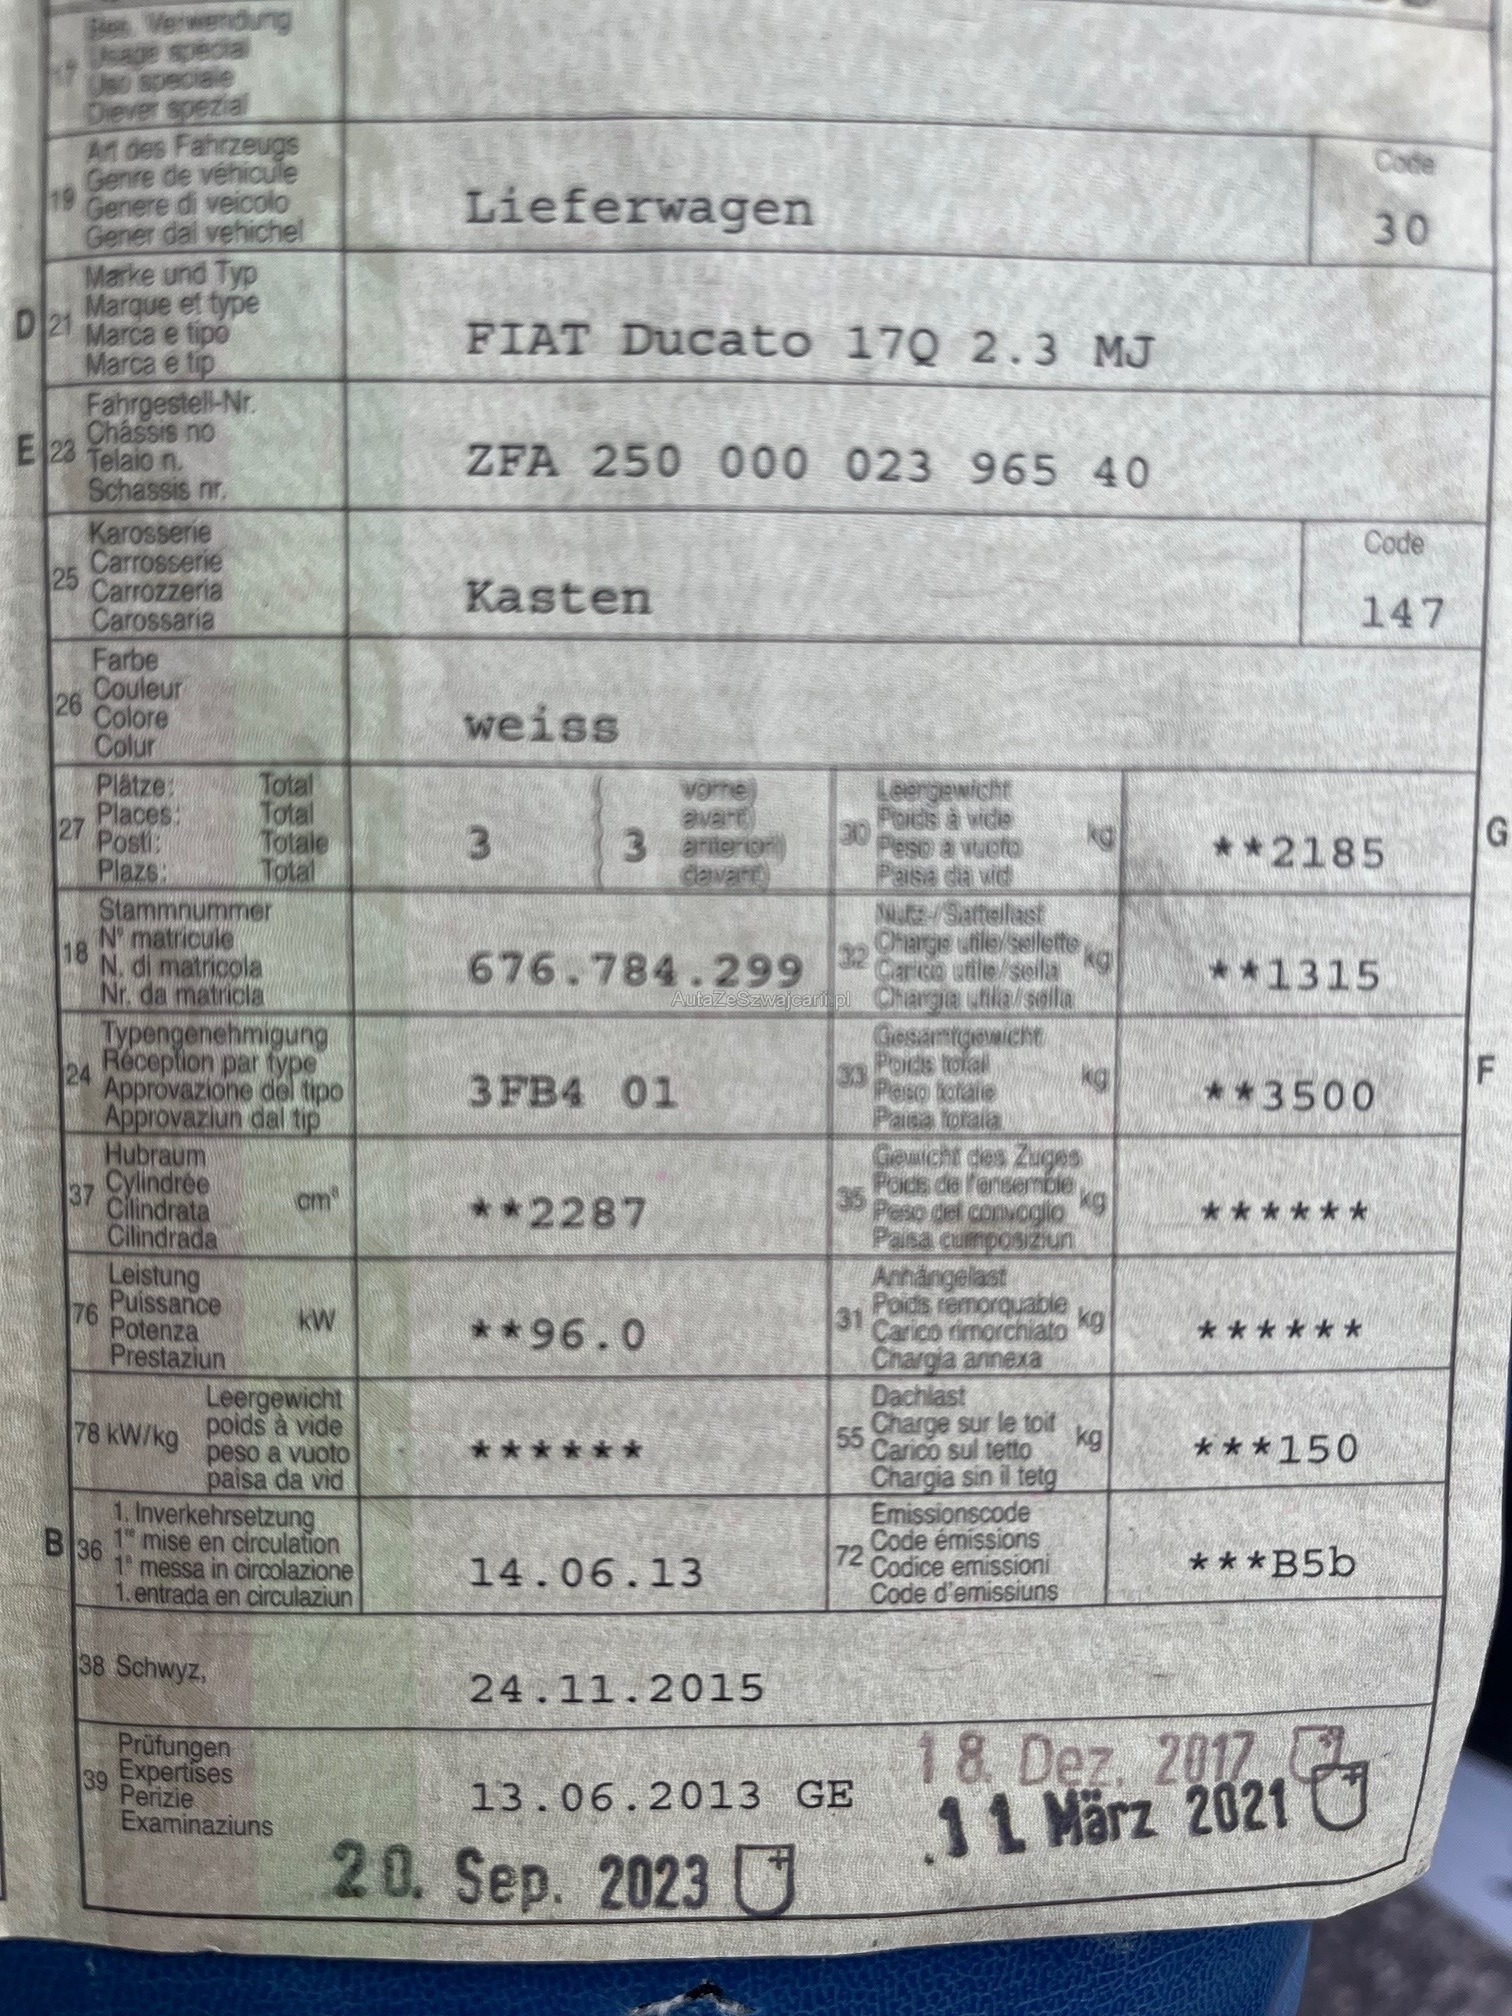 Bes. Verwendung
Usage spécial
17
Uso speciale
Diever spezial
Art des Fahrzeugs
Genre de véhicule
19
Genere di veicolo
Gener dal vehichel
Lieferwagen
Code
30
Marke und Typ
Marque et type
D 21
Marca e tipo
Marca e tip
FIAT Ducato 17Q 2.3 MJ
Fahrgestell-Nr.
Châssis no
E 23
Telaio n.
Schassis nr.
ZFA 250 000 023 965 40
Karosserie
Carrosserie
25
Carrozzeria
Carossaria
Kasten
Code
147
Farbe
Couleur
26
Colore
Colur
weiss
Plätze: Total
Places: Total
27
Posti: Totale
Plazs: Total
3
3
vorne)
avant)
anteriori)
davant)
Leergewicht
Poids à vide
30 kg
Peso a vuoto
Paisa da vid
**2185
G
Stammnummer
N° matricule
18
N. di matricola
Nr. da matricla
676.784.299
AutaZeSzwajcarii.pl
Nutz-/Sattellast
Charge utile/sellette
32 kg
Carico utile/sella
Chargia utila/sella
**1315
Typengenehmigung
Réception par type
24
Approvazione del tipo
Approvaziun dal tip
3FB4 01
Gesamtgewicht
Poids total
33 kg
Peso totale
Paisa totala
**3500
F
Hubraum
Cylindrée
37 cm³
Cilindrata
Cilindrada
**2287
Gewicht des Zuges
Poids de l'ensemble
35 kg
Peso del convoglio
Paisa cumposiziun
******
Leistung
Puissance
76 kW
Potenza
Prestaziun
**96.0
Anhängelast
Poids remorquable
31 kg
Carico rimorchiato
Chargia annexa
******
Leergewicht
poids à vide
78 kW/kg
peso a vuoto
paisa da vid
******
Dachlast
Charge sur le toit
55 kg
Carico sul tetto
Chargia sin il tetg
***150
1. Inverkehrsetzung
1re mise en circulation
B 36
1a messa in circolazione
1. entrada en circulaziun
14.06.13
Emissionscode
Code émissions
72
Codice emissioni
Code d'emissiuns
***B5b
38 Schwyz,
24.11.2015
Prüfungen
Expertises
39
Perizie
Examinaziuns
13.06.2013 GE
18. Dez. 2017
11. März 2021
20. Sep. 2023